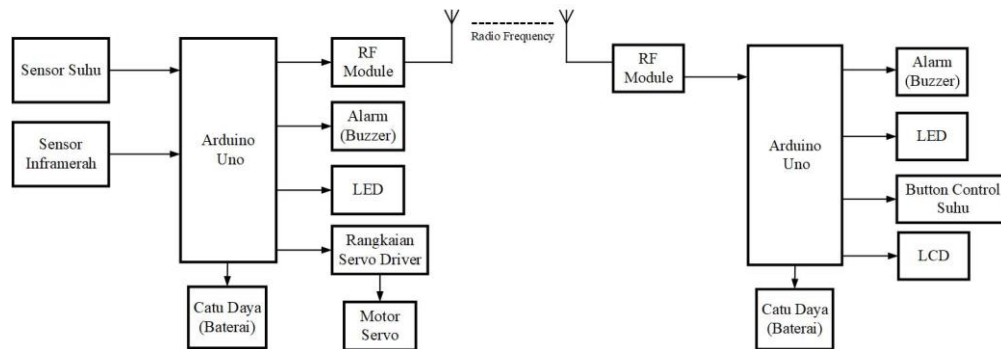 Sensor Suhu
Sensor
Inframerah
Arduino
Uno
RF
Module
Alarm
(Buzzer)
LED
Rangkaian
Servo Driver
Catu Daya
(Baterai)
Motor
Servo
Radio Frequency
RF
Module
Arduino
Uno
Alarm
(Buzzer)
LED
Button Control
Suhu
LCD
Catu Daya
(Baterai)